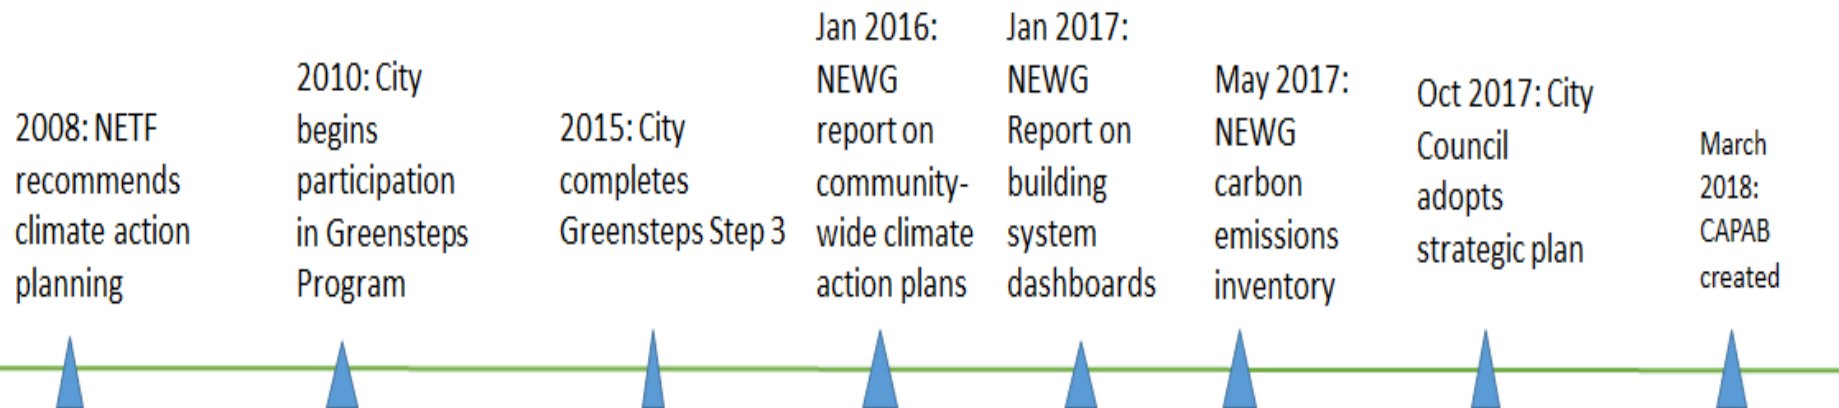 2008: NETF
recommends
climate action
planning
2010: City
begins
participation
in Greensteps
Program
2015: City
completes
Greensteps Step 3
Jan 2016:
NEWG
report on
community-
wide climate
action plans
Jan 2017:
NEWG
Report on
building
system
dashboards
May 2017:
NEWG
carbon
emissions
inventory
Oct 2017: City
Council
adopts
strategic plan
March
2018:
CAPAB
created